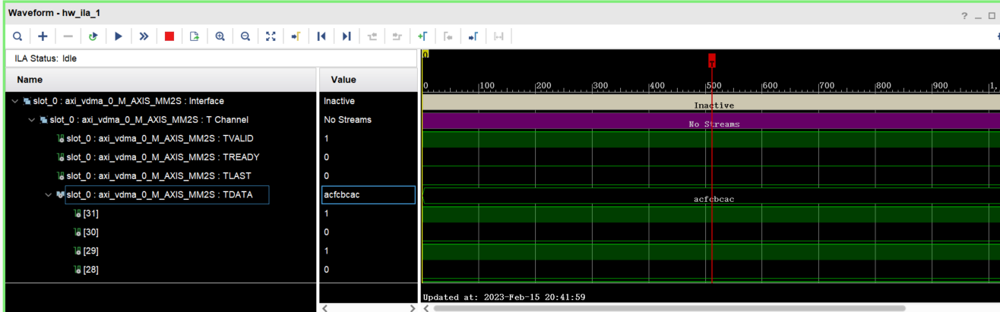 Waveform - hw_ila_1
?
ILA Status: Idle
Name Value
0
T
0 100 200 300 400 500 600 700 800 900 1,
slot_0 : axi_vdma_0_M_AXIS_MM2S : Interface Inactive Inactive
slot_0 : axi_vdma_0_M_AXIS_MM2S : T Channel No Streams No Streams
slot_0 : axi_vdma_0_M_AXIS_MM2S : TVALID 1
slot_0 : axi_vdma_0_M_AXIS_MM2S : TREADY 0
slot_0 : axi_vdma_0_M_AXIS_MM2S : TLAST 0
slot_0 : axi_vdma_0_M_AXIS_MM2S : TDATA acfcbcac acfcbcac
[31] 1
[30] 0
[29] 1
[28] 0
Updated at: 2023-Feb-15 20:41:59